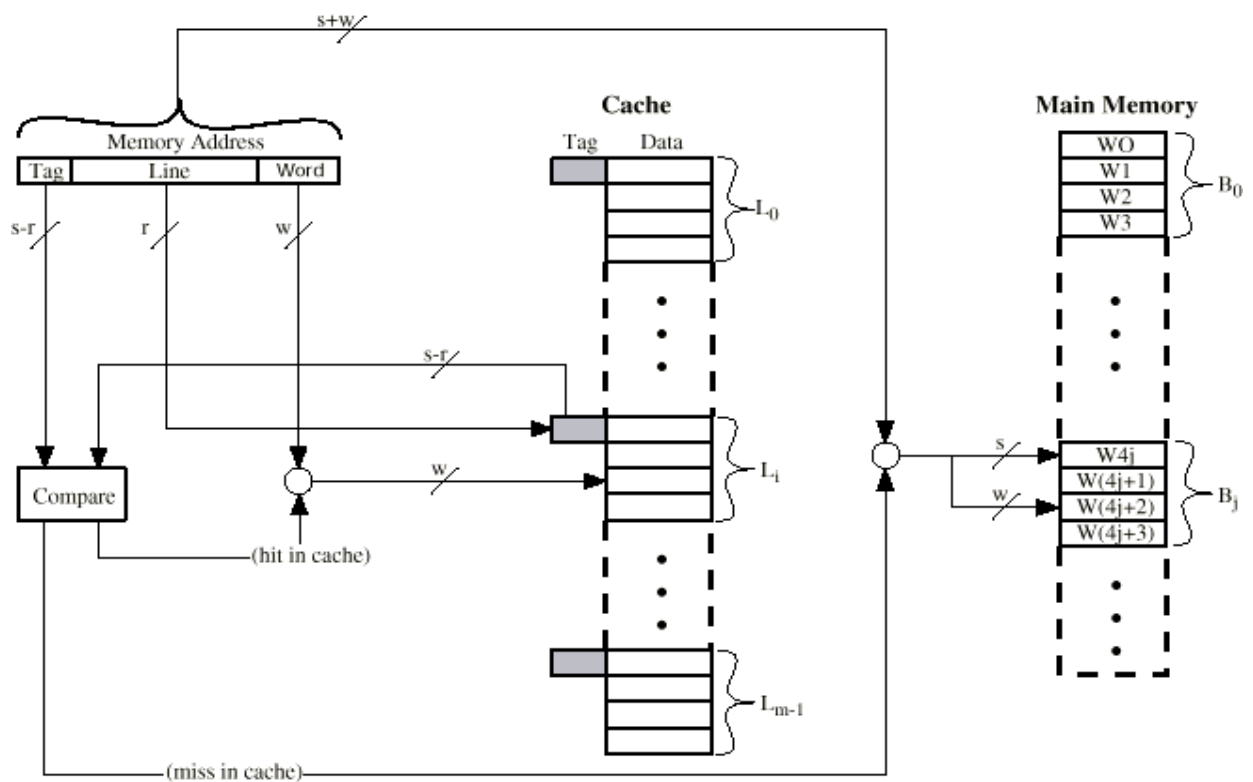 s+w
Cache
Main Memory
Memory Address
Tag Line Word
Tag Data
s-r
r
w
L0
WO
W1
W2
W3
B0
s-r
Compare
w
Li
(hit in cache)
s
w
W4j
W(4j+1)
W(4j+2)
W(4j+3)
Bj
Lm-1
(miss in cache)